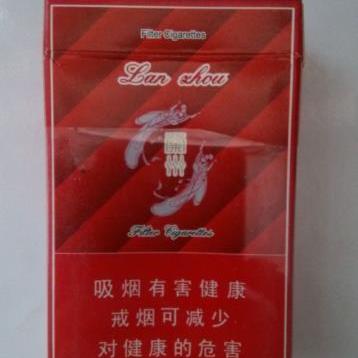 Filter Cigarettes
Lan zhou
Filter Cigarettes
吸烟有害健康
戒烟可减少
对健康的危害